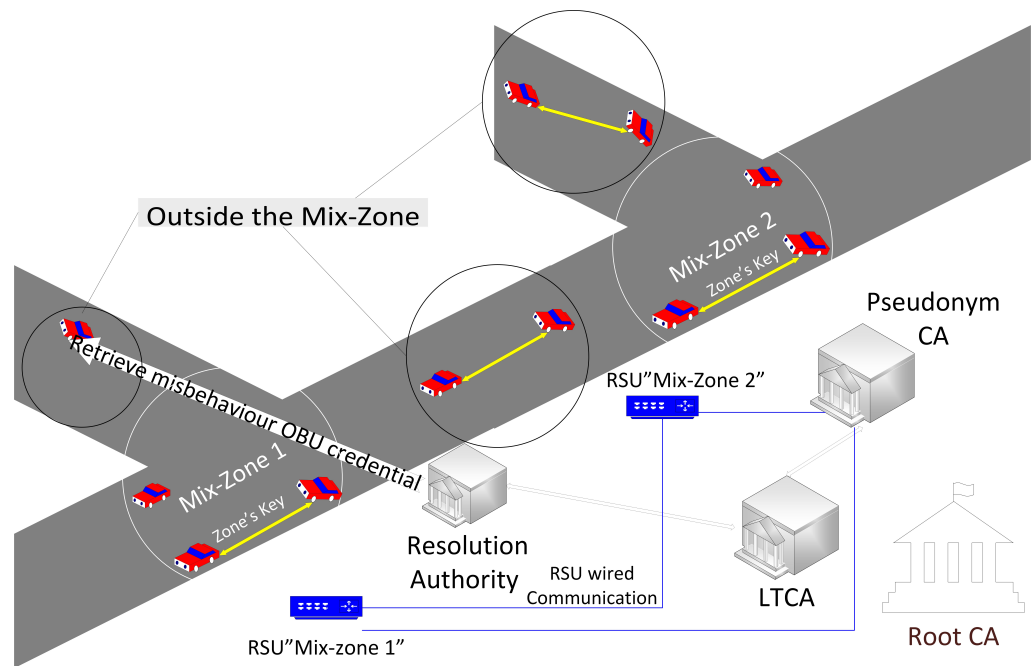 Outside the Mix-Zone
Mix-Zone 2
Zone's Key
Pseudonym
CA
Retrieve misbehaviour OBU credential
RSU"Mix-Zone 2"
Mix-Zone 1
Zone's Key
Resolution
Authority
RSU wired
Communication
LTCA
RSU"Mix-zone 1"
Root CA